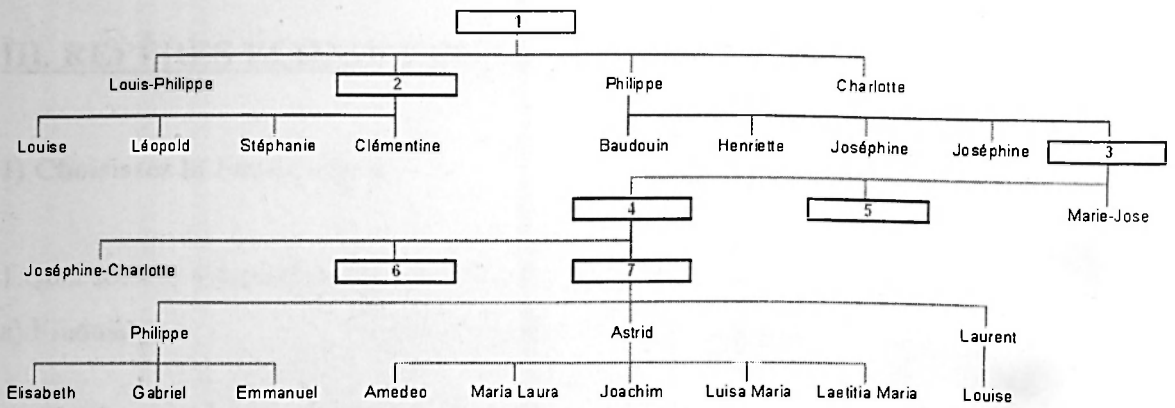 1
Louis-Philippe 2 Philippe Charlotte
Louise Léopold Stéphanie Clémentine Baudouin Henriette Joséphine Joséphine 3
4 5 Marie-Jose
Joséphine-Charlotte 6 7
Philippe Astrid Laurent
Elisabeth Gabriel Emmanuel Amedeo Maria Laura Joachim Luisa Maria Laetitia Maria Louise